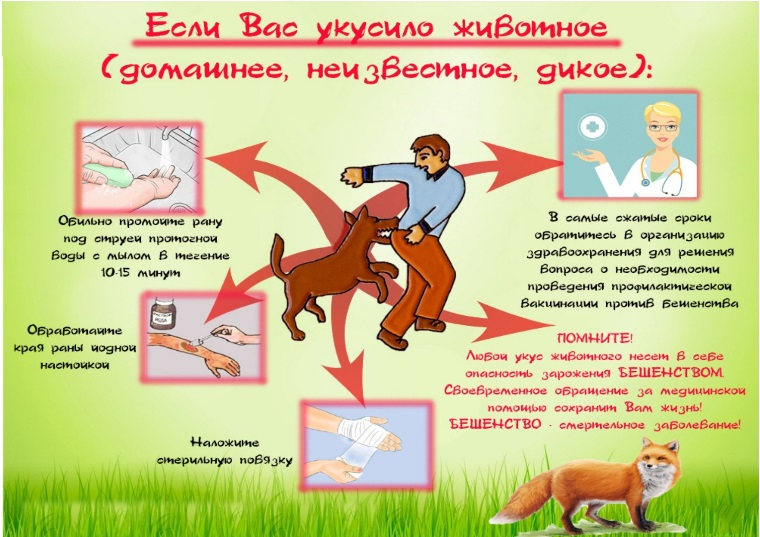 Если Вас укусило животное
(домашнее, неизвестное, дикое):
Обильно промойте рану
под струей проточной
воды с мылом в течение
10-15 минут
В самые сжатые сроки
обратитесь в организацию
здравоохранения для решения
вопроса о необходимости
проведения профилактической
вакцинации против бешенства
Обработайте
края раны йодной
настойкой
Наложите
стерильную повязку
ПОМНИТЕ!
Любой укус животного несет в себе
опасность зарожения БЕШЕНСТВОМ.
Своевременное обращение за медицинской
помощью сохранит Вам жизнь!
БЕШЕНСТВО - смертельное заболевание!